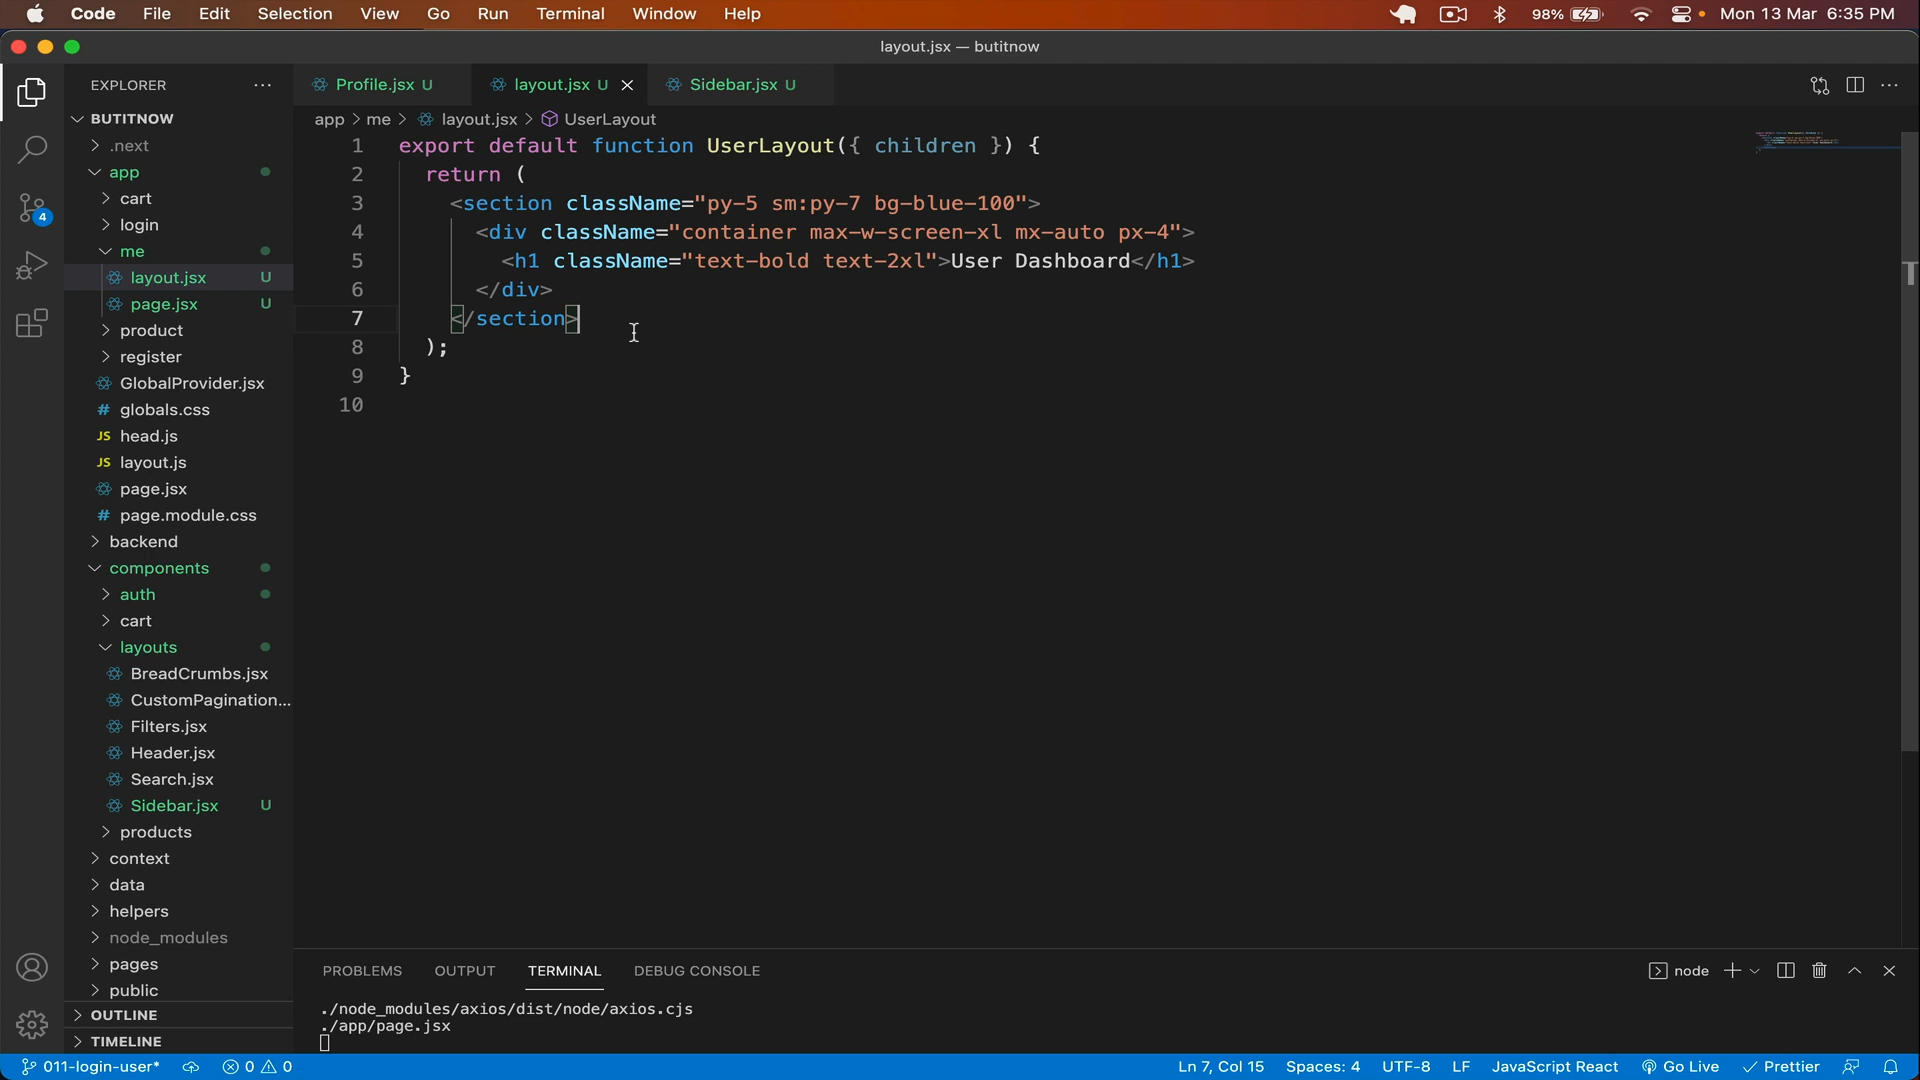 Code File Edit Selection View Go Run Terminal Window Help 98% Mon 13 Mar 6:35 PM
layout.jsx — butitnow
EXPLORER
Profile.jsx U
layout.jsx U
Sidebar.jsx U
app > me > layout.jsx > UserLayout
BUTITNOW
.next
app
cart
login
me
layout.jsx U
page.jsx U
product
register
GlobalProvider.jsx
# globals.css
JS head.js
JS layout.js
page.jsx
# page.module.css
backend
components
auth
cart
layouts
BreadCrumbs.jsx
CustomPagination...
Filters.jsx
Header.jsx
Search.jsx
Sidebar.jsx U
products
context
data
helpers
node_modules
pages
public
OUTLINE
TIMELINE
4
1 export default function UserLayout({ children }) {
2 return (
3 <section className="py-5 sm:py-7 bg-blue-100">
4 <div className="container max-w-screen-xl mx-auto px-4">
5 <h1 className="text-bold text-2xl">User Dashboard</h1>
6 </div>
7 </section>
8 );
9 }
10
PROBLEMS OUTPUT TERMINAL DEBUG CONSOLE
node
./node_modules/axios/dist/node/axios.cjs
./app/page.jsx
011-login-user* 0 0 Ln 7, Col 15 Spaces: 4 UTF-8 LF JavaScript React Go Live Prettier